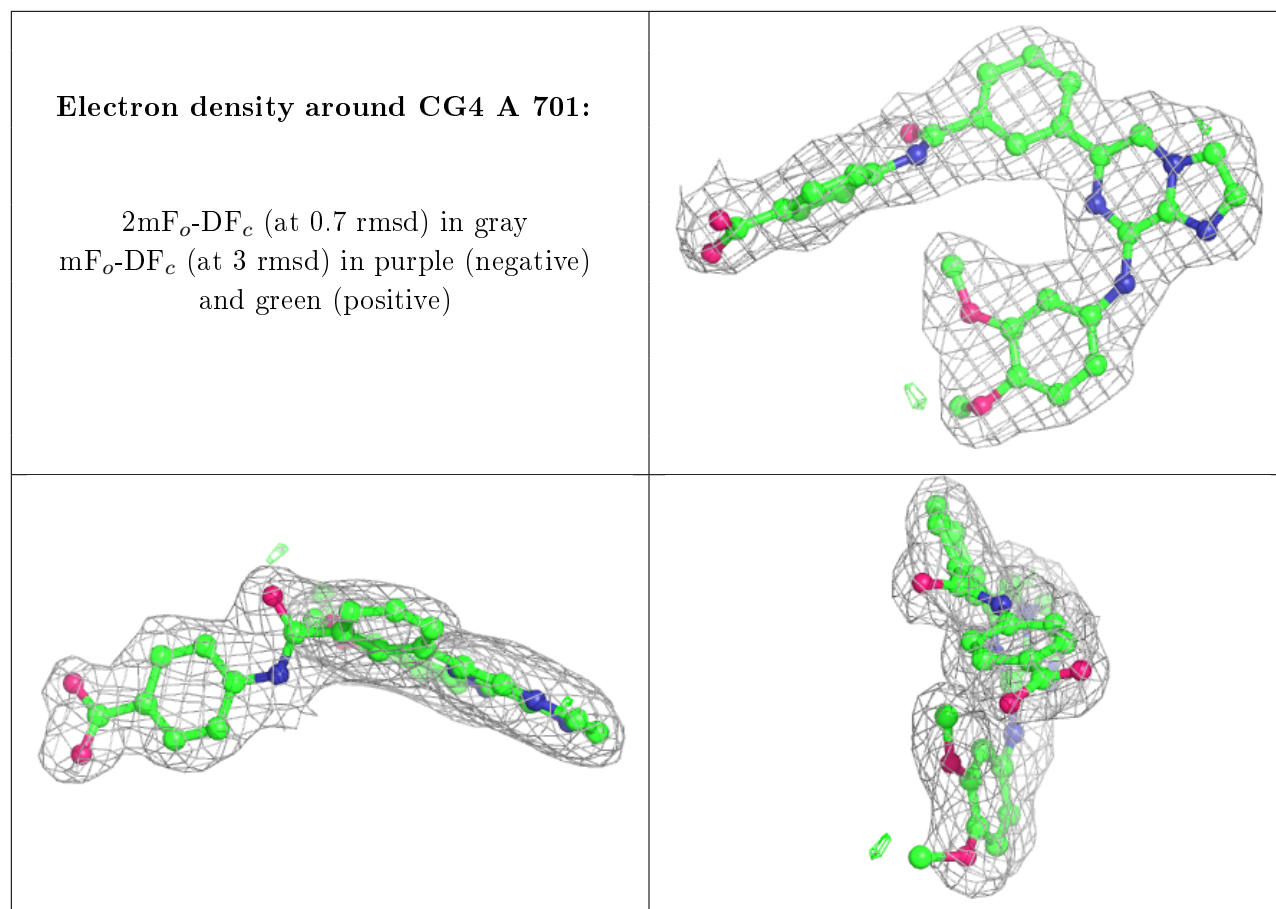 Electron density around CG4 A 701:
2mFₒ-DF𝒸 (at 0.7 rmsd) in gray
mFₒ-DF𝒸 (at 3 rmsd) in purple (negative)
and green (positive)